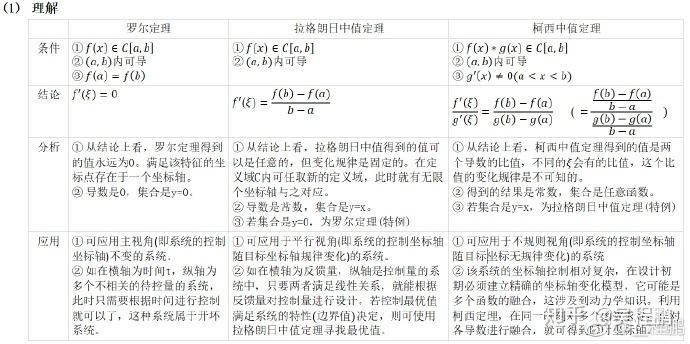 (1) 理解
罗尔定理
拉格朗日中值定理
柯西中值定理
条件
① f(x) ∈ C[a, b]
② (a, b)内可导
③ f(a) = f(b)
① f(x) ∈ C[a, b]
② (a, b)内可导
① f(x) * g(x) ∈ C[a, b]
② (a, b)内可导
③ g′(x) ≠ 0(a < x < b)
结论
f′(ξ) = 0
f′(ξ) = (f(b) − f(a))/(b − a)
f′(ξ)/g′(ξ) = (f(b) − f(a))/(g(b) − g(a)) ( = ((f(b) − f(a))/(b − a))/((g(b) − g(a))/(b − a)))
分析
① 从结论上看，罗尔定理得到
的值永远为0。满足该特征的坐
标点存在于一个坐标轴。
② 导数是0，集合是y=0。
① 从结论上看，拉格朗日中值得到的值可
以是任意的，但变化规律是固定的。在定
义域C内可任取新的定义域，此时就有无限
个坐标轴与之对应。
② 导数是常数，集合是y=x。
③ 若集合是y=0，为罗尔定理(特例)
① 从结论上看，柯西中值定理得到的值是两
个导数的比值，不同的ξ会有的比值，这个比
值的变化规律是不可知的。
② 得到的结果是常数，集合是任意函数。
③ 若集合是y=x，为拉格朗日中值定理(特例)
应用
① 可应用主视角(即系统的控制
坐标轴)不变的系统。
② 如在横轴为时间t，纵轴为
多个不相关的待控量的系统，
此时只需要根据时间进行控制
就可以了，这种系统属于开环
系统。
① 可应用于平行视角(即系统的控制坐标轴
随目标坐标轴规律变化)的系统。
② 如在横轴为反馈量，纵轴是控制量的系
统中，只要两者满足线性关系，就能根据
反馈量对控制量进行设计。若控制最优值
满足系统的特性(边界值)决定，则可使用
拉格朗日中值定理寻找最优值。
① 可应用于不规则视角(即系统的控制坐标轴
随目标坐标无规律变化)的系统
② 该系统的坐标轴控制相对复杂，在设计初
期必须建立精确的坐标轴变化模型，它可能是
多个函数的融合，这涉及到动力学知识。利用
柯西定理，在同一
各导数进行融合，就可得到
知乎